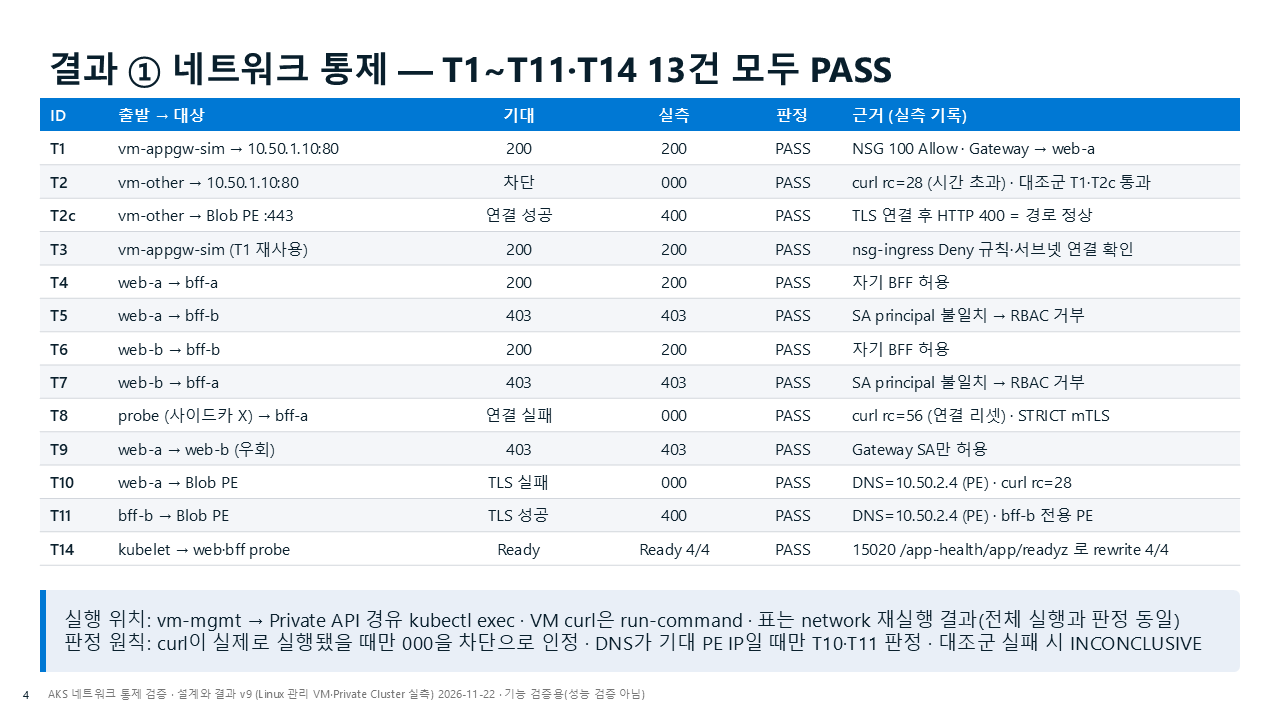 결과 ① 네트워크 통제 — T1~T11·T14 13건 모두 PASS
ID 출발 → 대상 기대 실측 판정 근거 (실측 기록)
T1 vm-appgw-sim → 10.50.1.10:80 200 200 PASS NSG 100 Allow · Gateway → web-a
T2 vm-other → 10.50.1.10:80 차단 000 PASS curl rc=28 (시간 초과) · 대조군 T1·T2c 통과
T2c vm-other → Blob PE :443 연결 성공 400 PASS TLS 연결 후 HTTP 400 = 경로 정상
T3 vm-appgw-sim (T1 재사용) 200 200 PASS nsg-ingress Deny 규칙·서브넷 연결 확인
T4 web-a → bff-a 200 200 PASS 자기 BFF 허용
T5 web-a → bff-b 403 403 PASS SA principal 불일치 → RBAC 거부
T6 web-b → bff-b 200 200 PASS 자기 BFF 허용
T7 web-b → bff-a 403 403 PASS SA principal 불일치 → RBAC 거부
T8 probe (사이드카 X) → bff-a 연결 실패 000 PASS curl rc=56 (연결 리셋) · STRICT mTLS
T9 web-a → web-b (우회) 403 403 PASS Gateway SA만 허용
T10 web-a → Blob PE TLS 실패 000 PASS DNS=10.50.2.4 (PE) · curl rc=28
T11 bff-b → Blob PE TLS 성공 400 PASS DNS=10.50.2.4 (PE) · bff-b 전용 PE
T14 kubelet → web·bff probe Ready Ready 4/4 PASS 15020 /app-health/app/readyz 로 rewrite 4/4
실행 위치: vm-mgmt → Private API 경유 kubectl exec · VM curl은 run-command · 표는 network 재실행 결과(전체 실행과 판정 동일)
판정 원칙: curl이 실제로 실행됐을 때만 000을 차단으로 인정 · DNS가 기대 PE IP일 때만 T10·T11 판정 · 대조군 실패 시 INCONCLUSIVE
4 AKS 네트워크 통제 검증 · 설계와 결과 v9 (Linux 관리 VM·Private Cluster 실측) 2026-11-22 · 기능 검증용(성능 검증 아님)